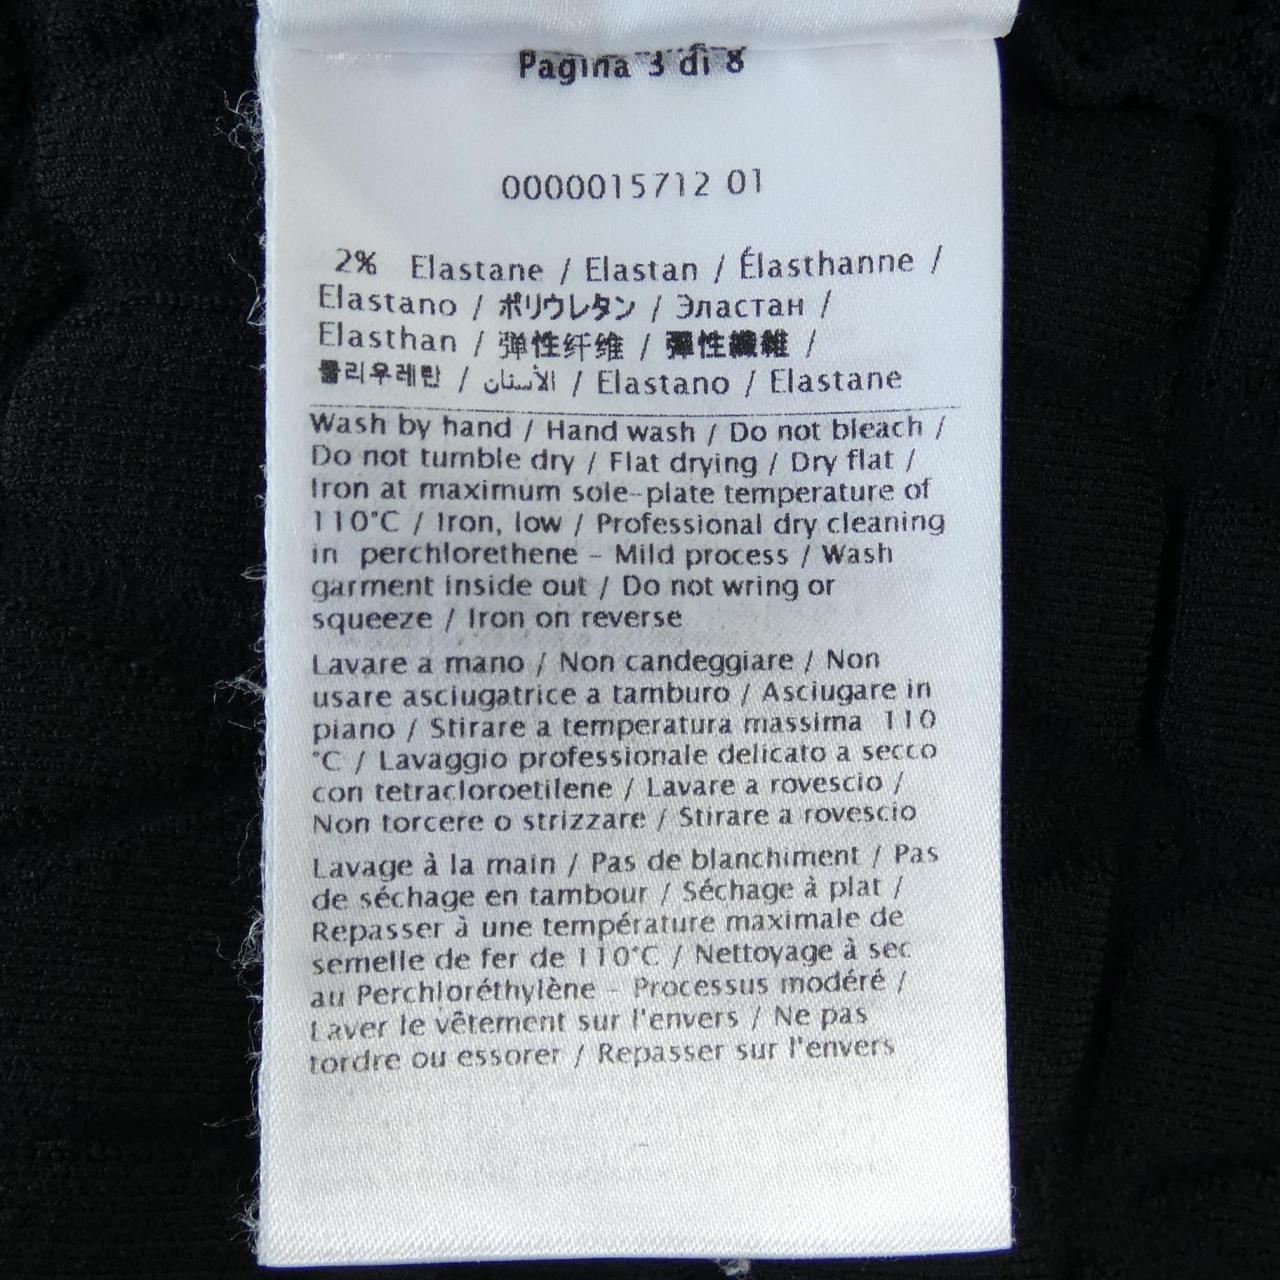 Pagina 3 di 8
0000015712 01
2% Elastane / Elastan / Élasthanne /
Elastano / ポリウレタン / Эластан /
Elasthan / 弹性纤维 / 彈性纖維 /
폴리우레탄 / الأستان / Elastano / Elastane
Wash by hand / Hand wash / Do not bleach /
Do not tumble dry / Flat drying / Dry flat /
Iron at maximum sole-plate temperature of
110°C / Iron, low / Professional dry cleaning
in perchlorethene - Mild process / Wash
garment inside out / Do not wring or
squeeze / Iron on reverse
Lavare a mano / Non candeggiare / Non
usare asciugatrice a tamburo / Asciugare in
piano / Stirare a temperatura massima 110
°C / Lavaggio professionale delicato a secco
con tetracloroetilene / Lavare a rovescio /
Non torcere o strizzare / Stirare a rovescio
Lavage à la main / Pas de blanchiment / Pas
de séchage en tambour / Séchage à plat /
Repasser à une température maximale de
semelle de fer de 110°C / Nettoyage à sec
au Perchloréthylène - Processus modéré /
Laver le vêtement sur l'envers / Ne pas
tordre ou essorer / Repasser sur l'envers